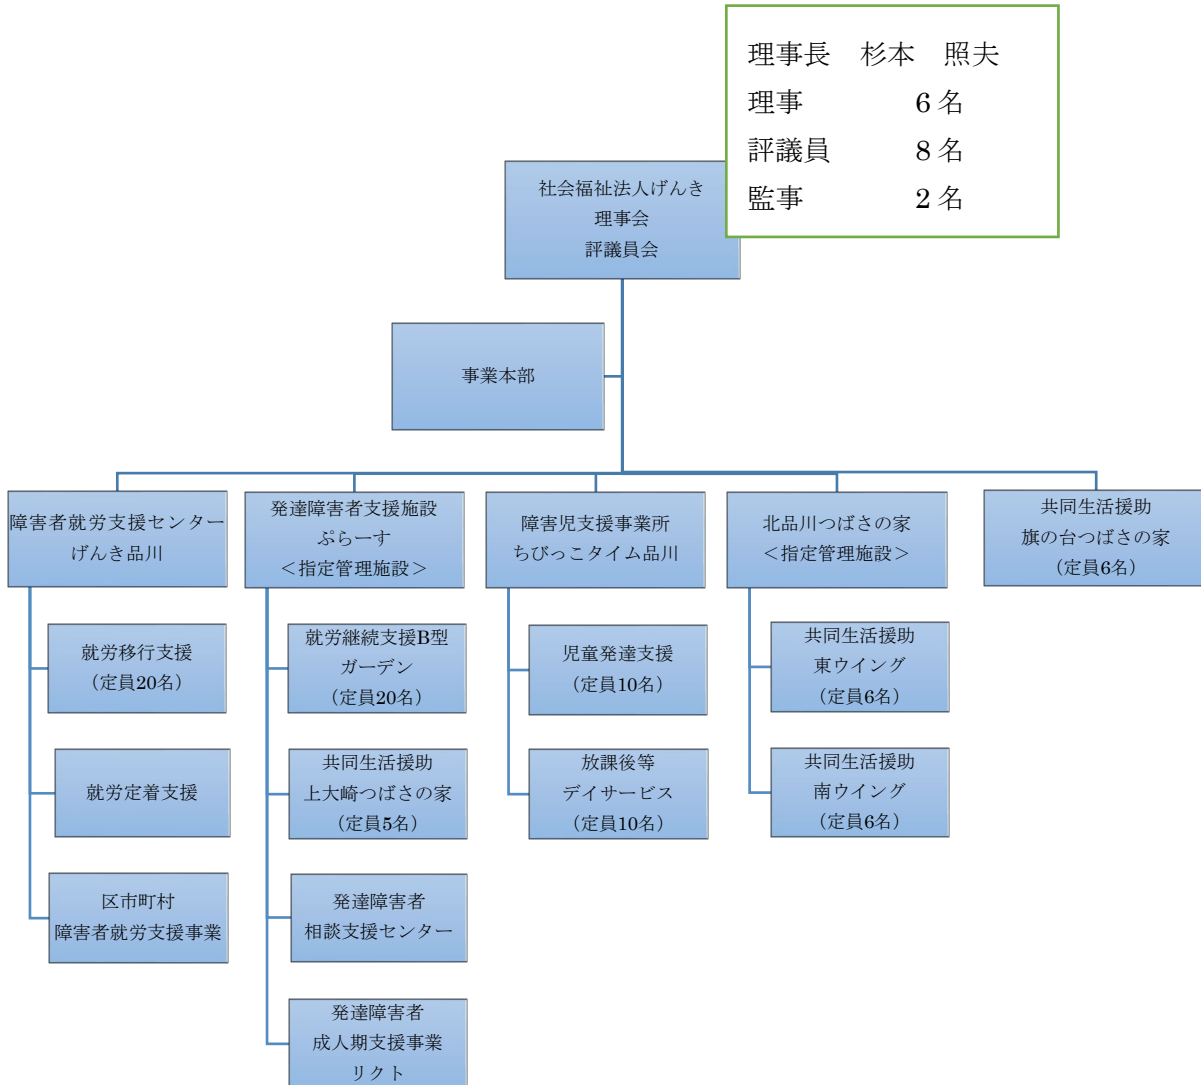 理事長　杉本　照夫
理事　　　　6名
評議員　　　8名
監事　　　　2名
社会福祉法人げんき
理事会
評議員会
事業本部
障害者就労支援センター
げんき品川
就労移行支援
（定員20名）
就労定着支援
区市町村
障害者就労支援事業
発達障害者支援施設
ぷらーす
＜指定管理施設＞
就労継続支援B型
ガーデン
（定員20名）
共同生活援助
上大崎つばさの家
（定員5名）
発達障害者
相談支援センター
発達障害者
成人期支援事業
リクト
障害児支援事業所
ちびっこタイム品川
児童発達支援
（定員10名）
放課後等
デイサービス
（定員10名）
北品川つばさの家
＜指定管理施設＞
共同生活援助
東ウイング
（定員6名）
共同生活援助
南ウイング
（定員6名）
共同生活援助
旗の台つばさの家
（定員6名）